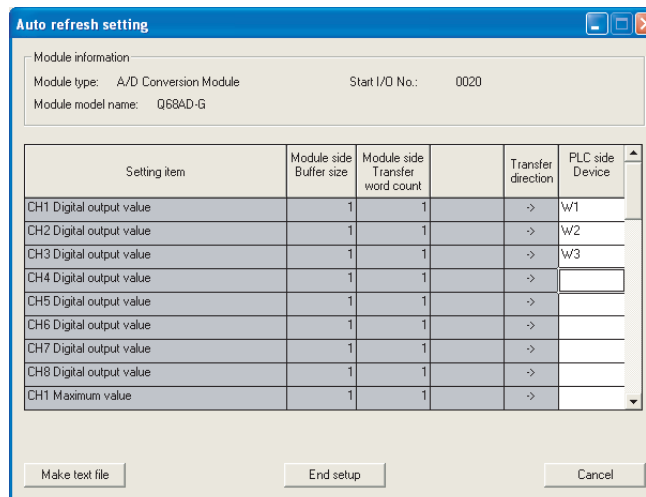 Auto refresh setting
Module information
Module type: A/D Conversion Module Start I/O No.: 0020
Module model name: Q68AD-G
Setting item Module side Buffer size Module side Transfer word count Transfer direction PLC side Device
CH1 Digital output value 1 1 -> W1
CH2 Digital output value 1 1 -> W2
CH3 Digital output value 1 1 -> W3
CH4 Digital output value 1 1 ->
CH5 Digital output value 1 1 ->
CH6 Digital output value 1 1 ->
CH7 Digital output value 1 1 ->
CH8 Digital output value 1 1 ->
CH1 Maximum value 1 1 ->
Make text file End setup Cancel